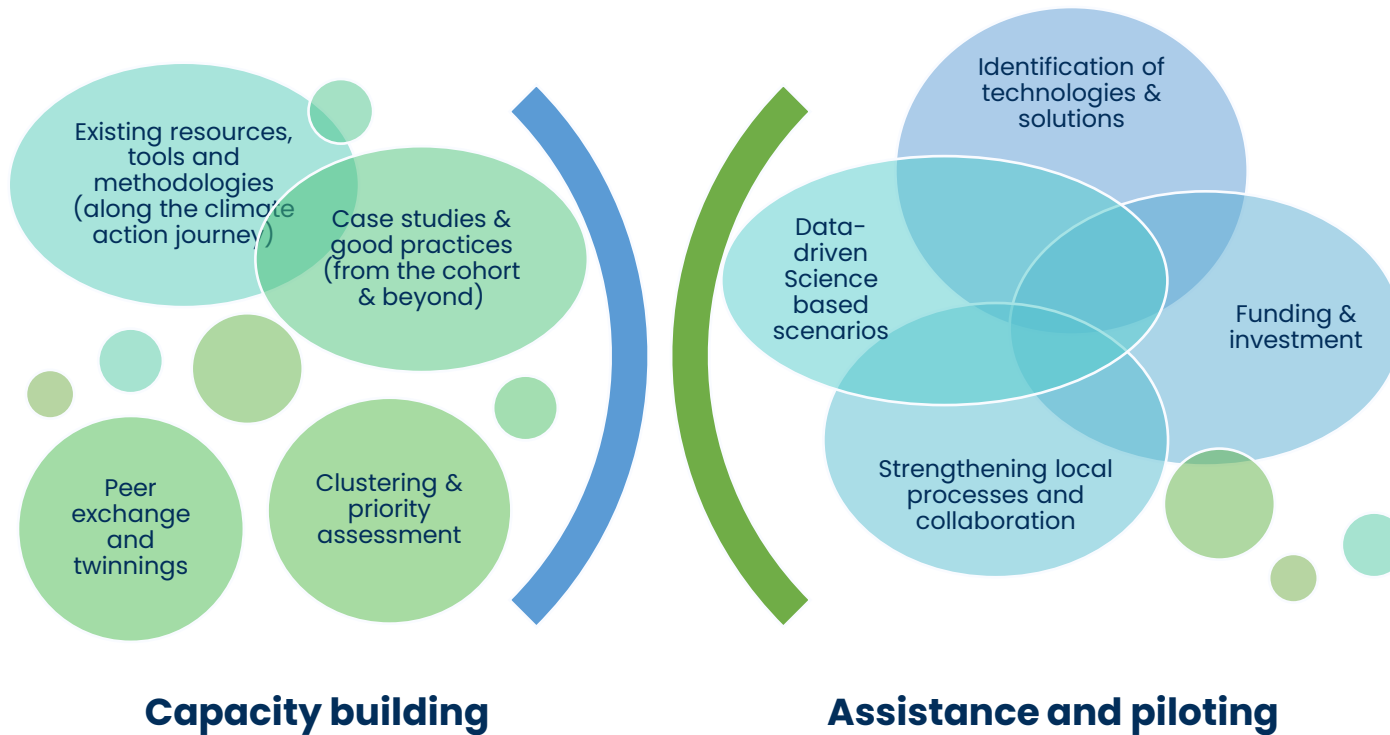 Existing resources,
tools and
methodologies
(along the climate
action journey)
Case studies &
good practices
(from the cohort
& beyond)
Peer
exchange
and
twinnings
Clustering &
priority
assessment
Capacity building
Identification of
technologies &
solutions
Data-
driven
Science
based
scenarios
Funding &
investment
Strengthening local
processes and
collaboration
Assistance and piloting